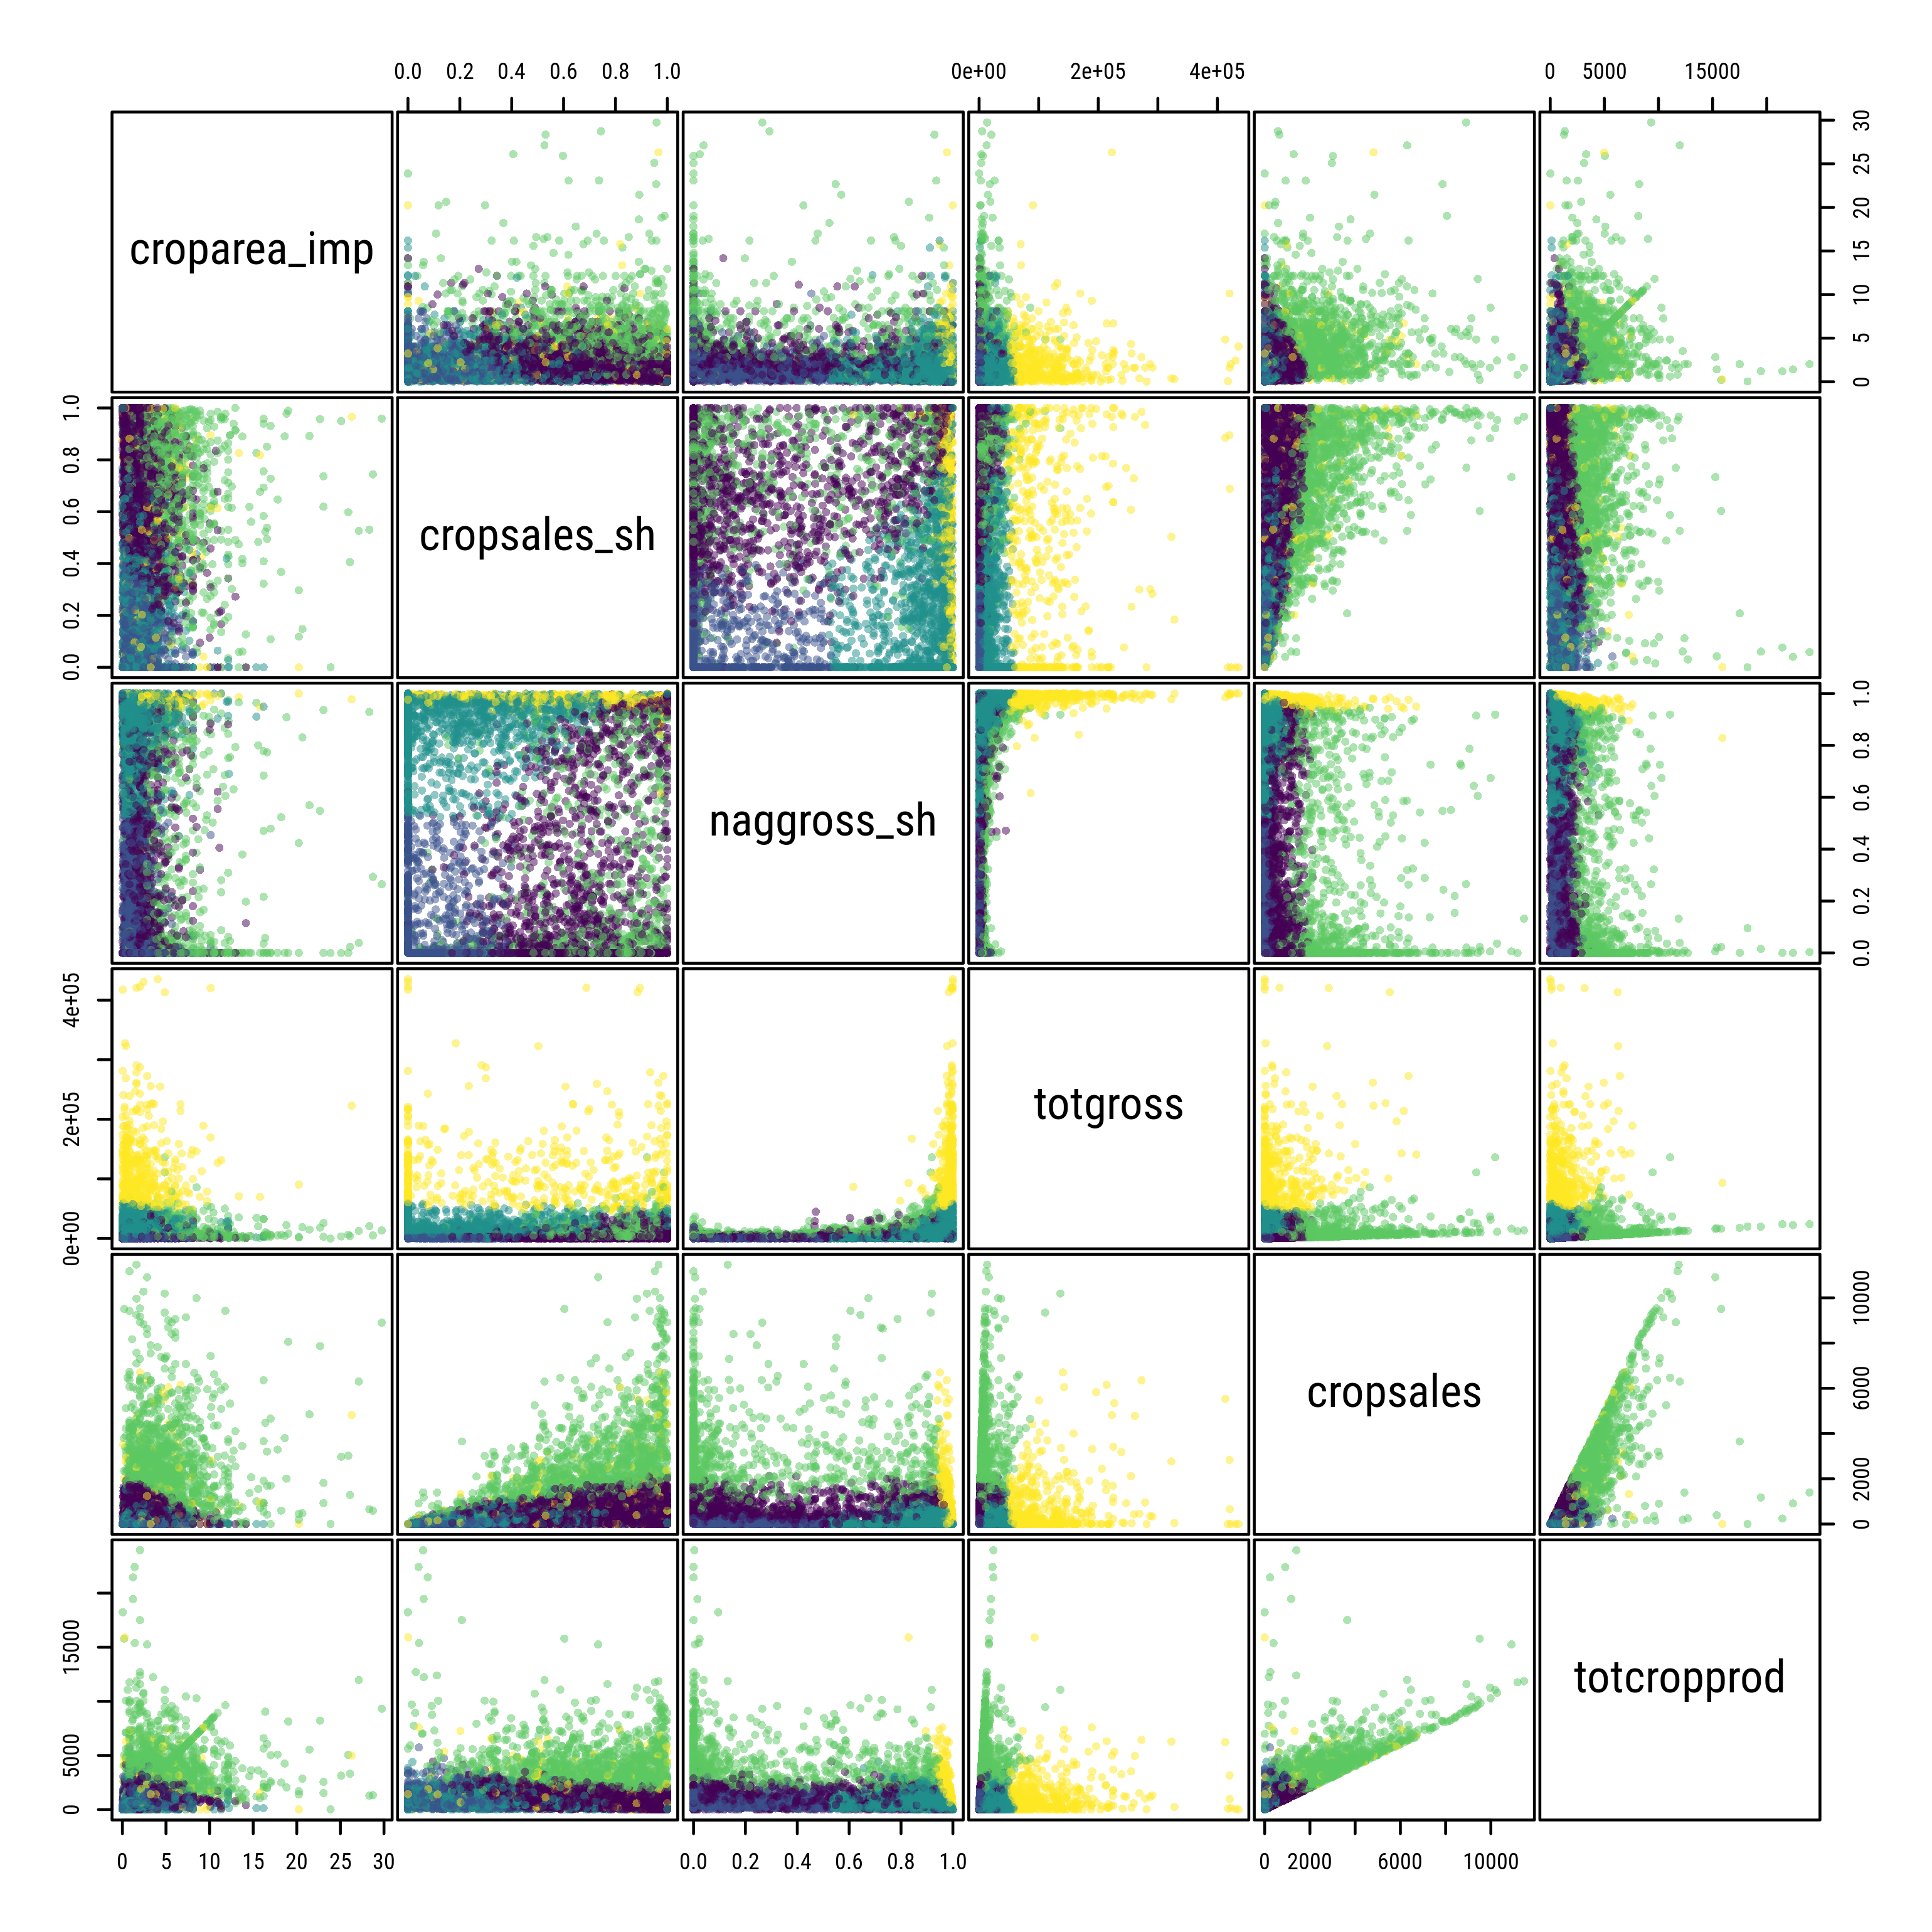 0.0 0.2 0.4 0.6 0.8 1.0 0e+00 2e+05 4e+05 0 5000 15000
croparea_imp 0 5 10 15 20 25 30
0.0 0.2 0.4 0.6 0.8 1.0 cropsales_sh
naggross_sh 0.0 0.2 0.4 0.6 0.8 1.0
0e+00 2e+05 4e+05 totgross
cropsales 0 2000 6000 10000
0 5000 15000 totcropprod
0 5 10 15 20 25 30 0.0 0.2 0.4 0.6 0.8 1.0 0 2000 6000 10000